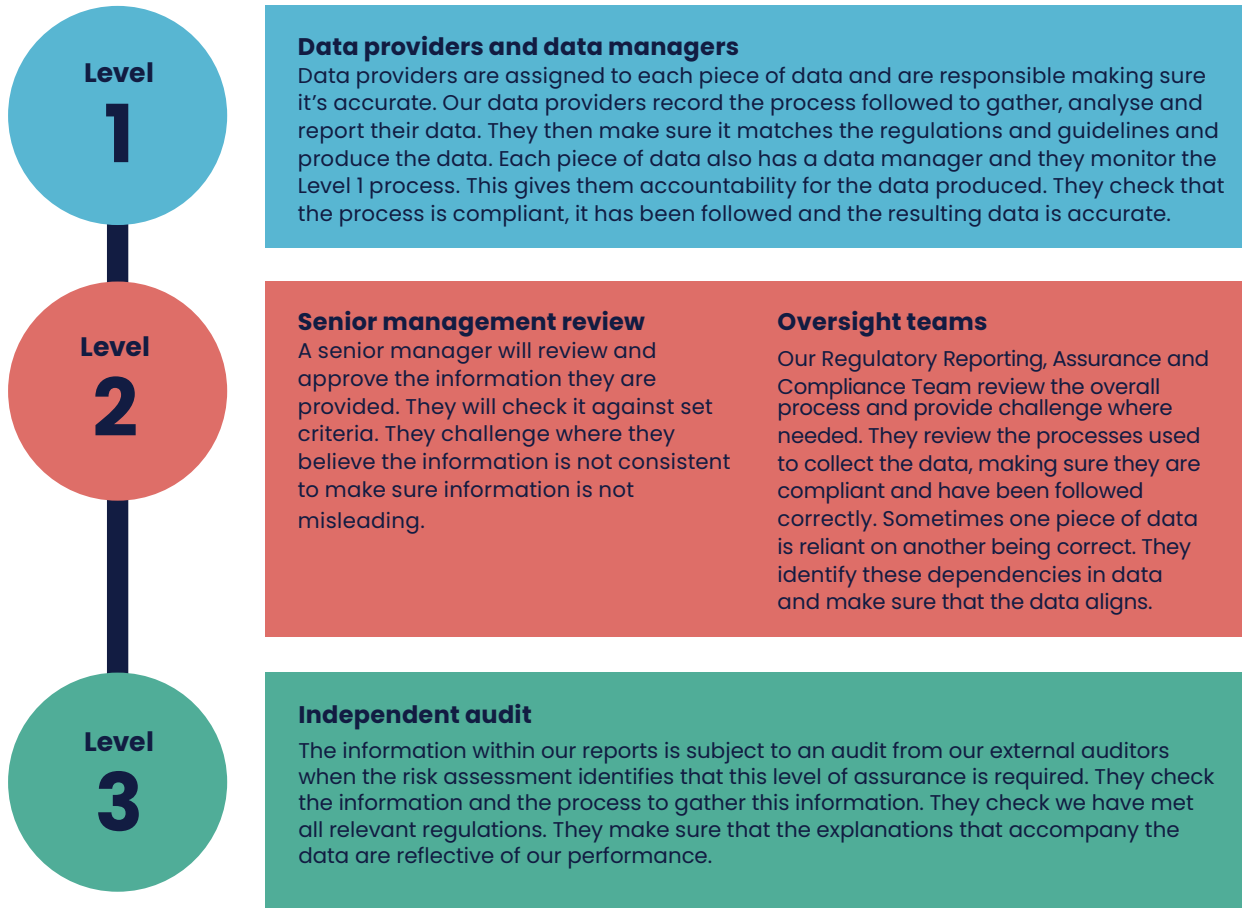 Level
1
Data providers and data managers
Data providers are assigned to each piece of data and are responsible making sure
it's accurate. Our data providers record the process followed to gather, analyse and
report their data. They then make sure it matches the regulations and guidelines and
produce the data. Each piece of data also has a data manager and they monitor the
Level 1 process. This gives them accountability for the data produced. They check that
the process is compliant, it has been followed and the resulting data is accurate.
Level
2
Senior management review
A senior manager will review and
approve the information they are
provided. They will check it against set
criteria. They challenge where they
believe the information is not consistent
to make sure information is not
misleading.
Oversight teams
Our Regulatory Reporting, Assurance and
Compliance Team review the overall
process and provide challenge where
needed. They review the processes used
to collect the data, making sure they are
compliant and have been followed
correctly. Sometimes one piece of data
is reliant on another being correct. They
identify these dependencies in data
and make sure that the data aligns.
Level
3
Independent audit
The information within our reports is subject to an audit from our external auditors
when the risk assessment identifies that this level of assurance is required. They check
the information and the process to gather this information. They check we have met
all relevant regulations. They make sure that the explanations that accompany the
data are reflective of our performance.